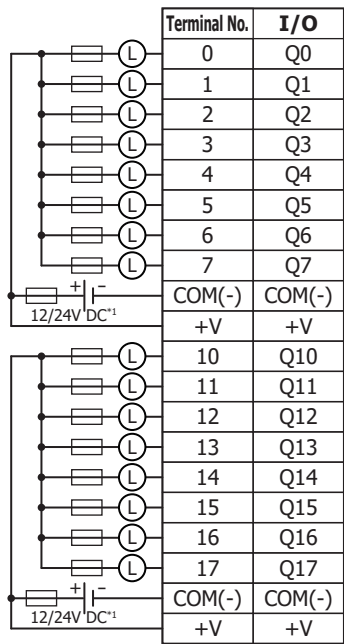 Terminal No. I/O
L 0 Q0
L 1 Q1
L 2 Q2
L 3 Q3
L 4 Q4
L 5 Q5
L 6 Q6
L 7 Q7
+ − COM(-) COM(-)
12/24V DC*1
+V +V
L 10 Q10
L 11 Q11
L 12 Q12
L 13 Q13
L 14 Q14
L 15 Q15
L 16 Q16
L 17 Q17
+ − COM(-) COM(-)
12/24V DC*1
+V +V